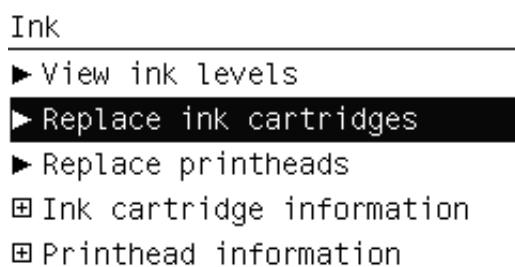 Ink
View ink levels
Replace ink cartridges
Replace printheads
Ink cartridge information
Printhead information